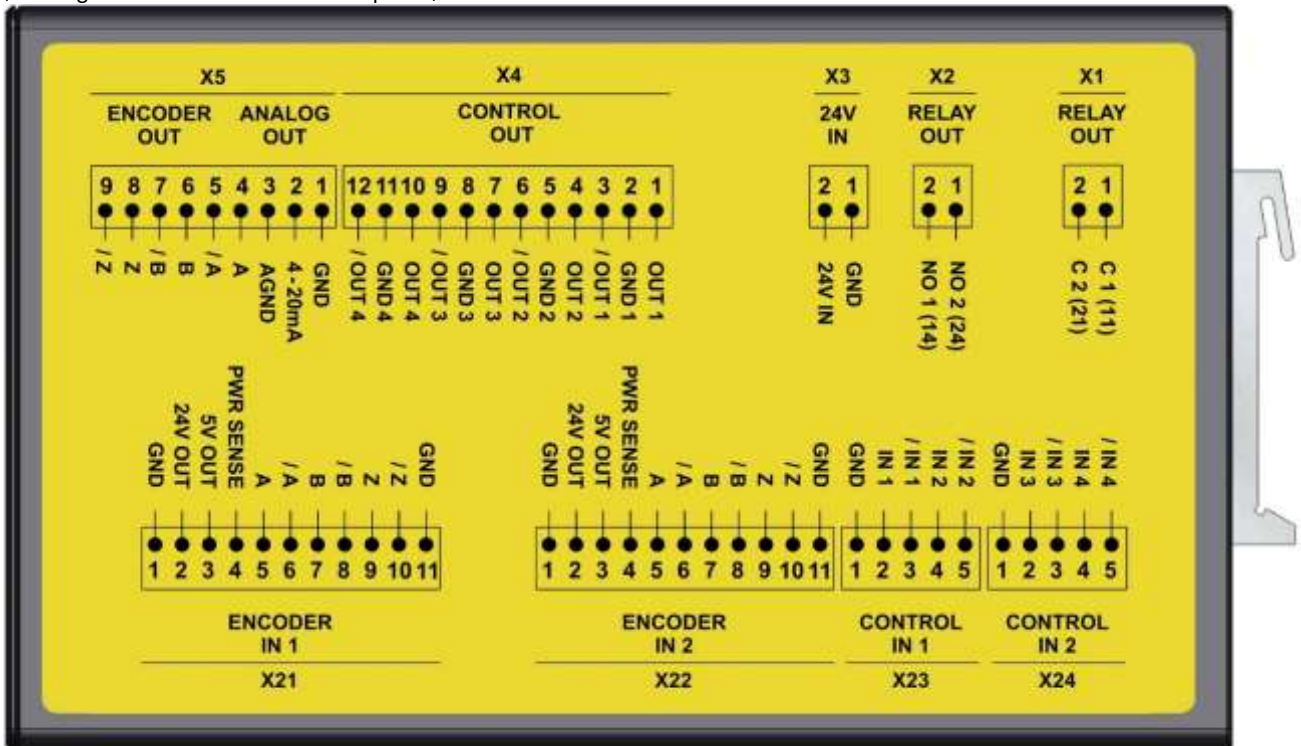 X5 X4 X3 X2 X1
ENCODER OUT ANALOG OUT CONTROL OUT 24V IN RELAY OUT RELAY OUT
9 8 7 6 5 4 3 2 1 12 11 10 9 8 7 6 5 4 3 2 1 2 1 2 1 2 1
/ Z
Z
/ B
B
/ A
A
AGND
4 - 20mA
GND
/ OUT 4
GND 4
OUT 4
/ OUT 3
GND 3
OUT 3
/ OUT 2
GND 2
OUT 2
/ OUT 1
GND 1
OUT 1
24V IN
GND
NO 1 (14)
NO 2 (24)
C 2 (21)
C 1 (11)
GND
24V OUT
5V OUT
PWR SENSE
A
/ A
B
/ B
Z
/ Z
GND
GND
24V OUT
5V OUT
PWR SENSE
A
/ A
B
/ B
Z
/ Z
GND
GND
IN 1
/ IN 1
IN 2
/ IN 2
GND
IN 3
/ IN 3
IN 4
/ IN 4
1 2 3 4 5 6 7 8 9 10 11 1 2 3 4 5 6 7 8 9 10 11 1 2 3 4 5 1 2 3 4 5
ENCODER IN 1 ENCODER IN 2 CONTROL IN 1 CONTROL IN 2
X21 X22 X23 X24